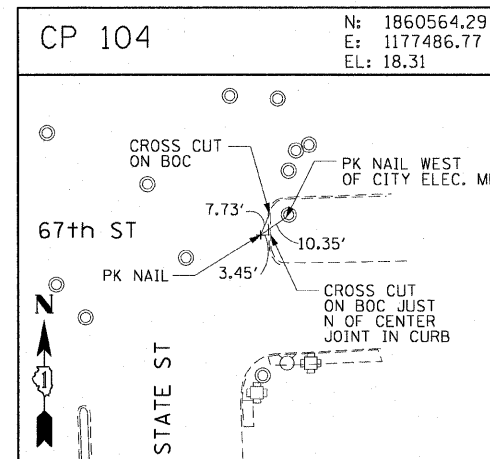 CP 104
N: 1860564.29
E: 1177486.77
EL: 18.31
CROSS CUT
ON BOC
PK NAIL WEST
OF CITY ELEC.
7.73'
67th ST
10.35'
PK NAIL
3.45'
CROSS CUT
ON BOC JUST
N OF CENTER
JOINT IN CURB
N
1
STATE ST